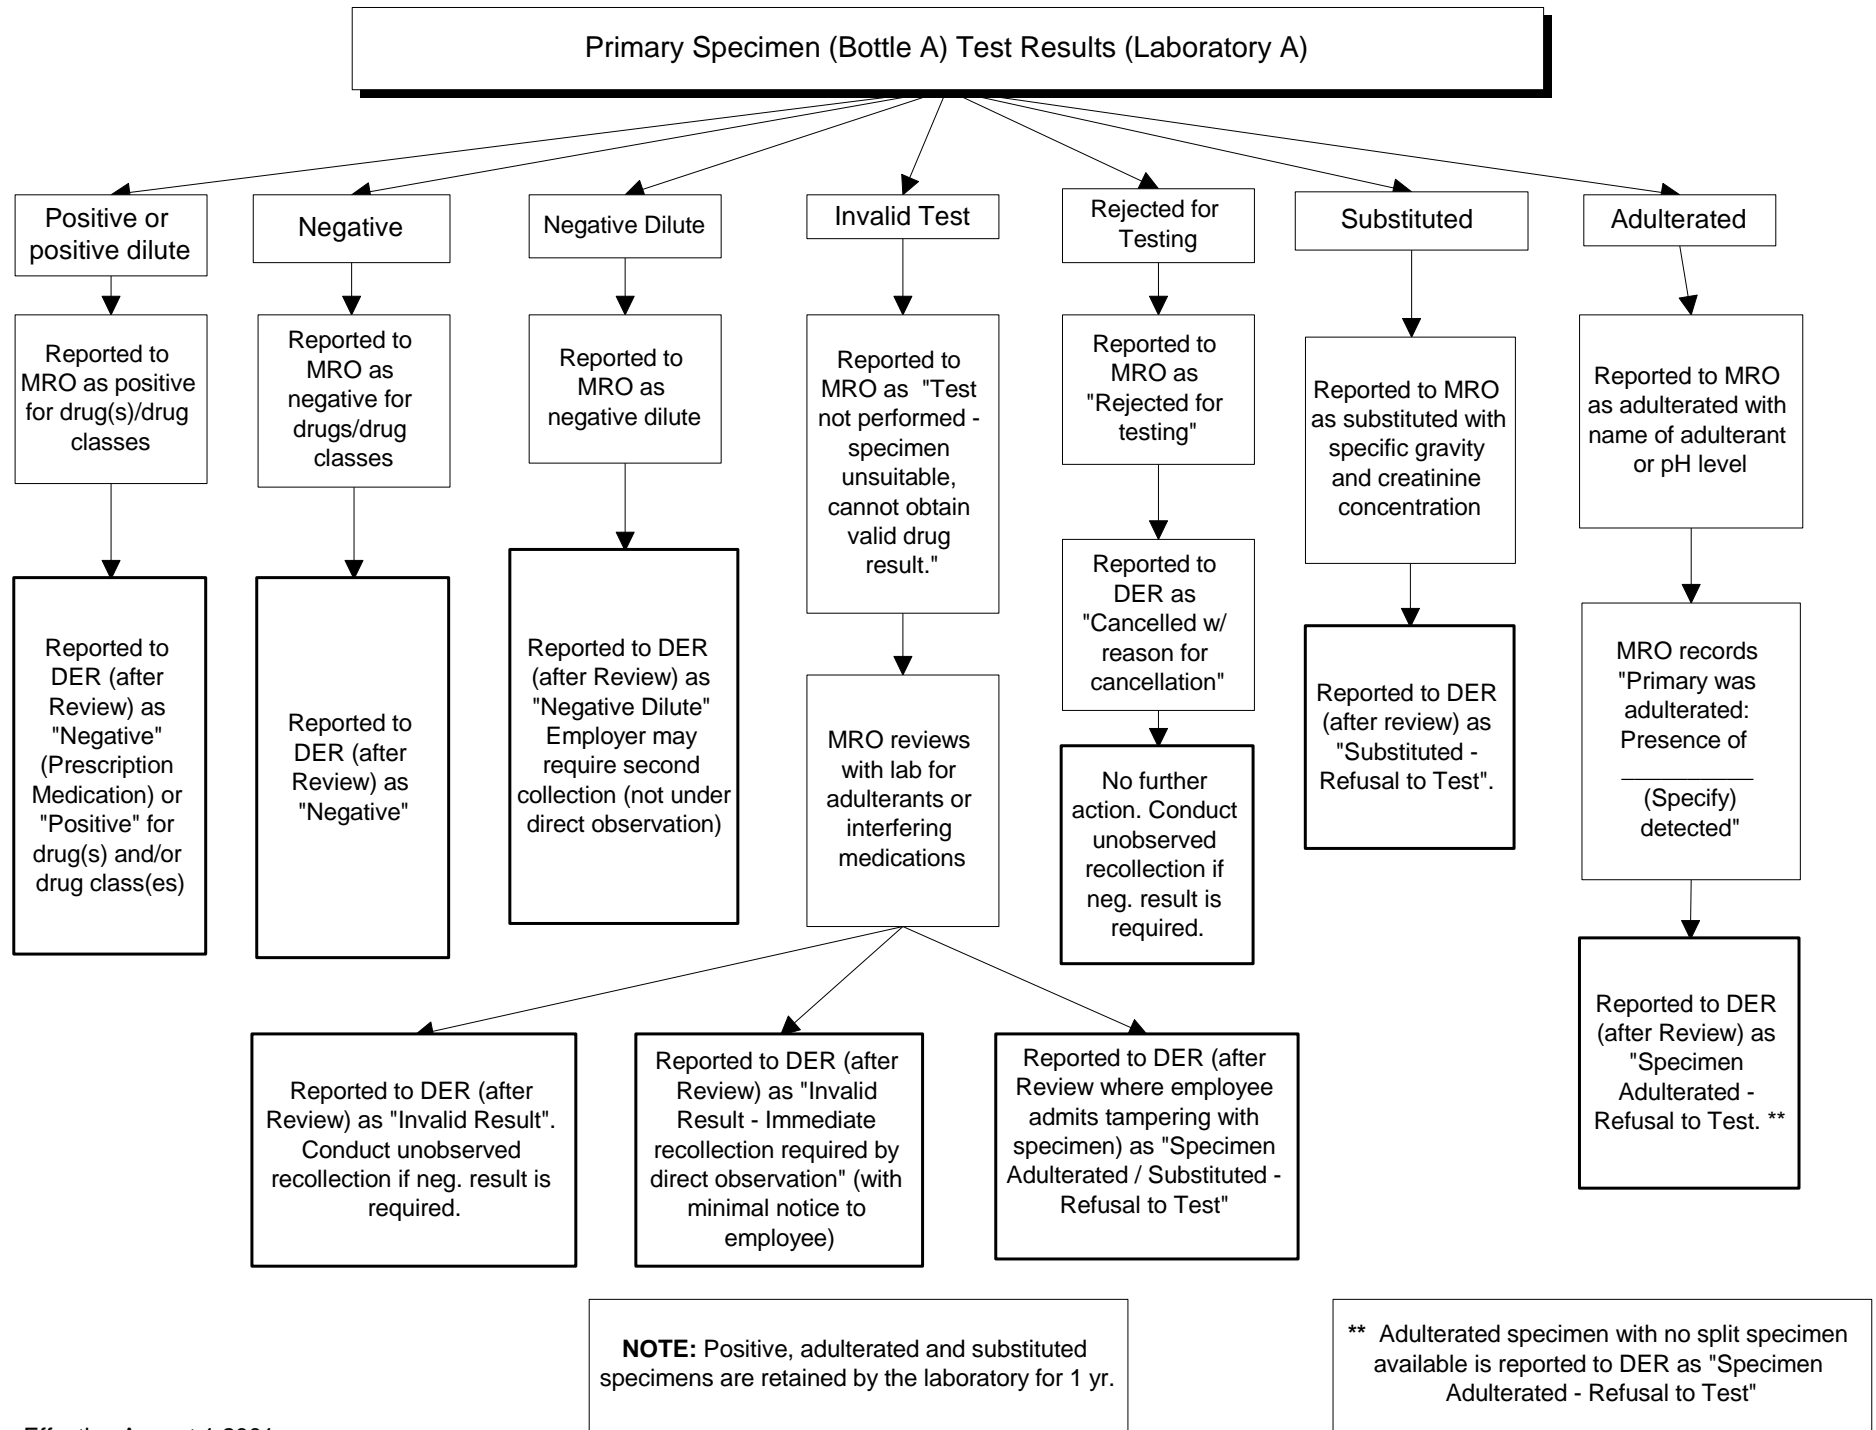 Primary Specimen (Bottle A) Test Results (Laboratory A)
Positive or
positive dilute
Negative
Negative Dilute
Invalid Test
Rejected for
Testing
Substituted
Adulterated
Reported to
MRO as positive
for drug(s)/drug
classes
Reported to
MRO as
negative for
drugs/drug
classes
Reported to
MRO as
negative dilute
Reported to
MRO as "Test
not performed -
specimen
unsuitable,
cannot obtain
valid drug
result."
Reported to
MRO as
"Rejected for
testing"
Reported to MRO
as substituted with
specific gravity
and creatinine
concentration
Reported to MRO
as adulterated with
name of adulterant
or pH level
Reported to
DER (after
Review) as
"Negative"
(Prescription
Medication) or
"Positive" for
drug(s) and/or
drug class(es)
Reported to
DER (after
Review) as
"Negative"
Reported to DER
(after Review) as
"Negative Dilute"
Employer may
require second
collection (not under
direct observation)
MRO reviews
with lab for
adulterants or
interfering
medications
Reported to
DER as
"Cancelled w/
reason for
cancellation"
No further
action. Conduct
unobserved
recollection if
neg. result is
required.
Reported to DER
(after review) as
"Substituted -
Refusal to Test".
MRO records
"Primary was
adulterated:
Presence of
____________
(Specify)
detected"
Reported to DER (after
Review) as "Invalid Result".
Conduct unobserved
recollection if neg. result is
required.
Reported to DER (after
Review) as "Invalid
Result - Immediate
recollection required by
direct observation" (with
minimal notice to
employee)
Reported to DER (after
Review where employee
admits tampering with
specimen) as "Specimen
Adulterated / Substituted -
Refusal to Test"
Reported to DER
(after Review) as
"Specimen
Adulterated -
Refusal to Test. **
NOTE: Positive, adulterated and substituted
specimens are retained by the laboratory for 1 yr.
** Adulterated specimen with no split specimen
available is reported to DER as "Specimen
Adulterated - Refusal to Test"